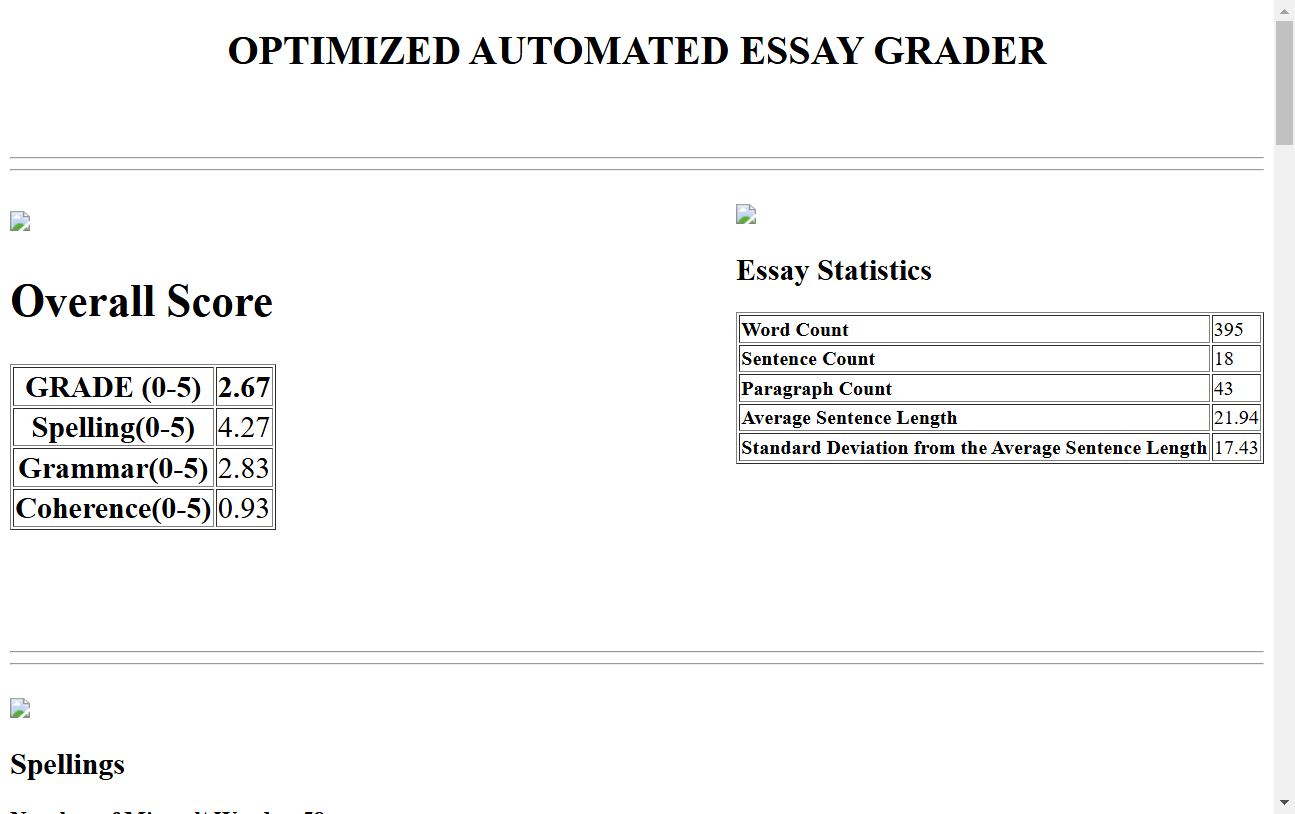 OPTIMIZED AUTOMATED ESSAY GRADER
Overall Score
GRADE (0-5) 2.67
Spelling(0-5) 4.27
Grammar(0-5) 2.83
Coherence(0-5) 0.93
Essay Statistics
Word Count 395
Sentence Count 18
Paragraph Count 43
Average Sentence Length 21.94
Standard Deviation from the Average Sentence Length 17.43
Spellings